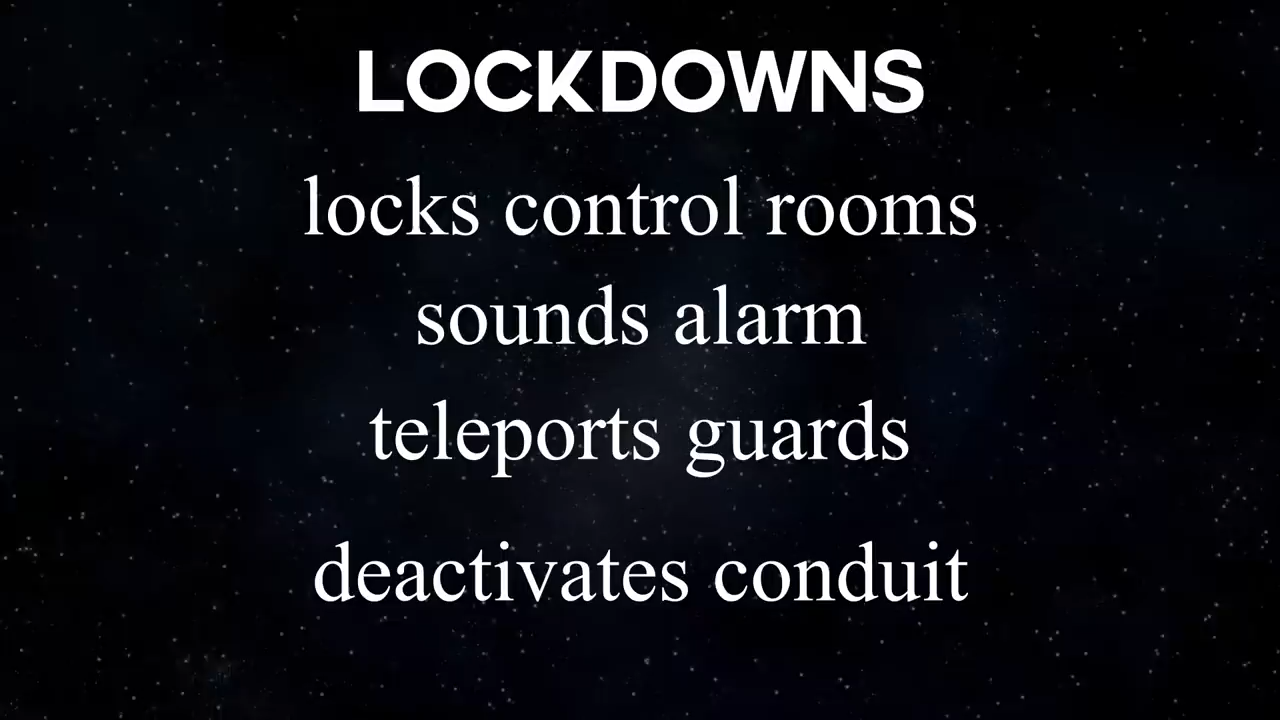 LOCKDOWNS
locks control rooms
sounds alarm
teleports guards
deactivates conduit